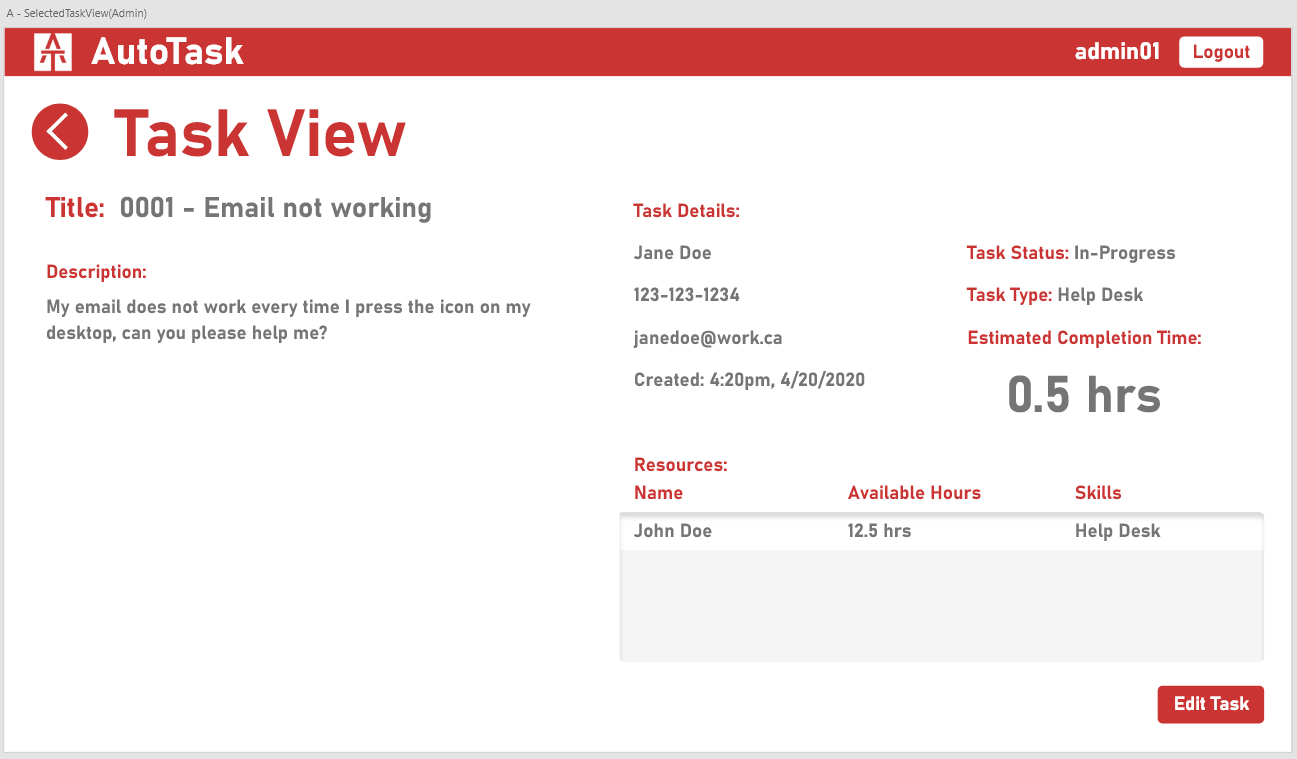 A - SelectedTaskView(Admin)
AutoTask
admin01
Logout
Task View
Title: 0001 - Email not working
Description:
My email does not work every time I press the icon on my
desktop, can you please help me?
Task Details:
Jane Doe
123-123-1234
janedoe@work.ca
Created: 4:20pm, 4/20/2020
Task Status: In-Progress
Task Type: Help Desk
Estimated Completion Time:
0.5 hrs
Resources:
Name Available Hours Skills
John Doe 12.5 hrs Help Desk
Edit Task